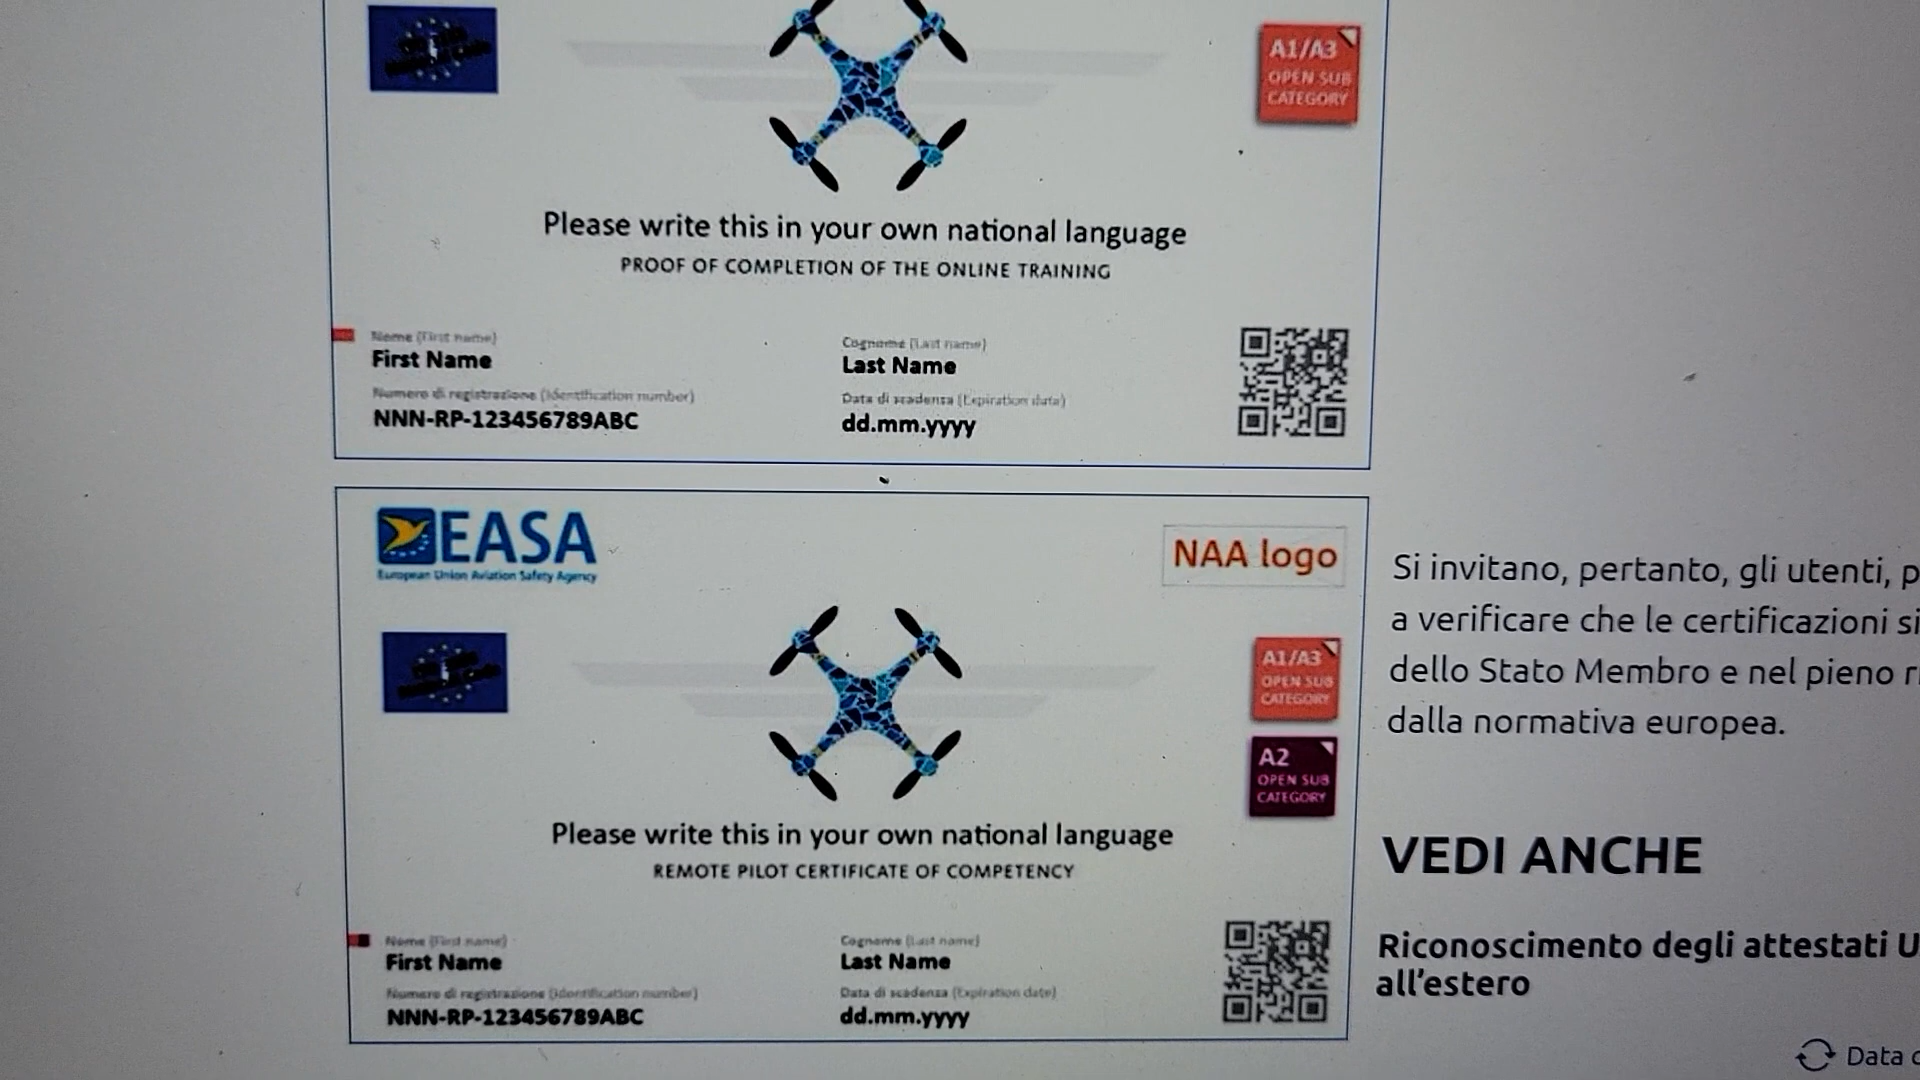 A1/A3
OPEN SUB
CATEGORY
Please write this in your own national language
PROOF OF COMPLETION OF THE ONLINE TRAINING
Nome (First name)
First Name
Cognome (Last name)
Last Name
Numero di registrazione (Identification number)
NNN-RP-123456789ABC
Data di scadenza (Expiration date)
dd.mm.yyyy
EASA
European Union Aviation Safety Agency
NAA logo
A1/A3
OPEN SUB
CATEGORY
A2
OPEN SUB
CATEGORY
Please write this in your own national language
REMOTE PILOT CERTIFICATE OF COMPETENCY
Nome (First name)
First Name
Cognome (Last name)
Last Name
Numero di registrazione (Identification number)
NNN-RP-123456789ABC
Data di scadenza (Expiration date)
dd.mm.yyyy
Si invitano, pertanto, gli utenti, p
a verificare che le certificazioni si
dello Stato Membro e nel pieno ri
dalla normativa europea.
VEDI ANCHE
Riconoscimento degli attestati U
all'estero
Data